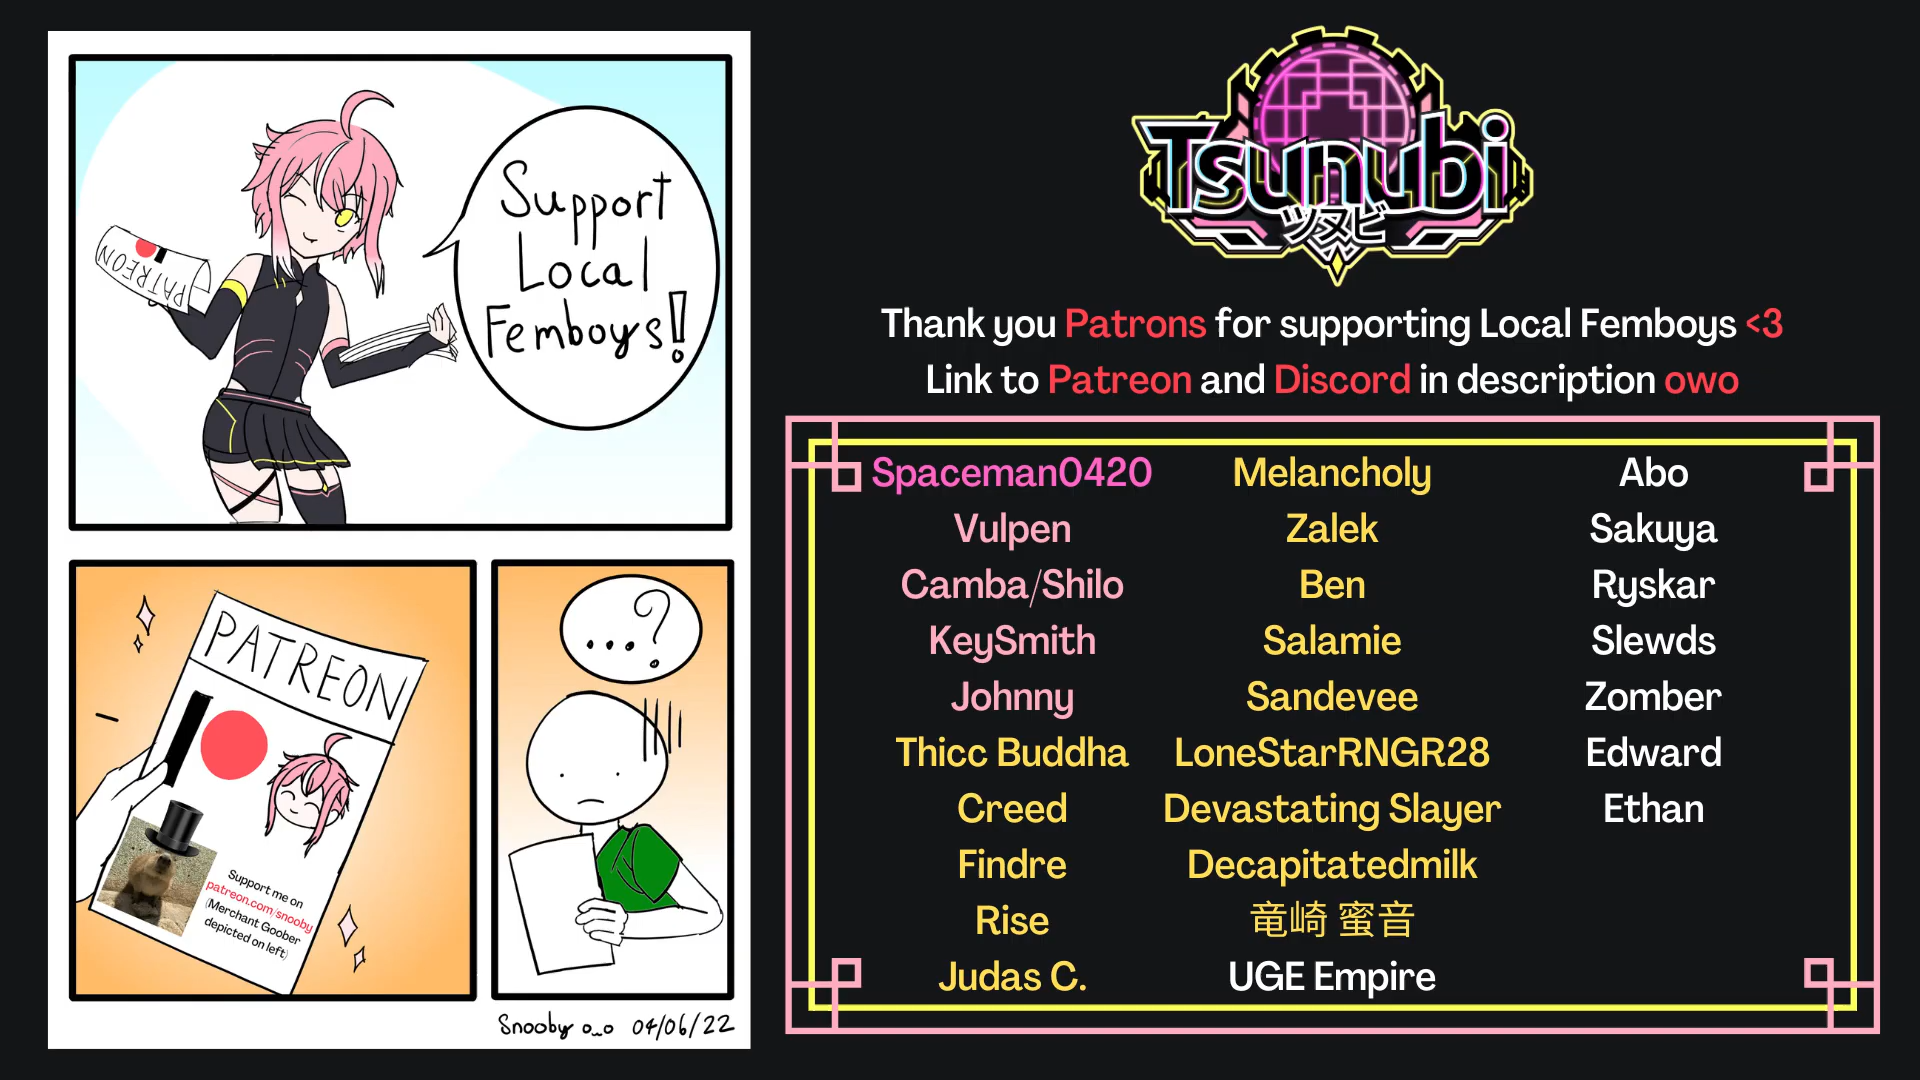 Support
Local
Femboys!
PATREON
PATREON
Support me on
patreon.com/snooby
(Merchant Goober
depicted on left)
...?
Snooby o_o 04/06/22
Tsunubi
ツヌビ
Thank you Patrons for supporting Local Femboys <3
Link to Patreon and Discord in description owo
Spaceman0420
Vulpen
Camba/Shilo
KeySmith
Johnny
Thicc Buddha
Creed
Findre
Rise
Judas C.
Melancholy
Zalek
Ben
Salamie
Sandevee
LoneStarRNGR28
Devastating Slayer
Decapitatedmilk
竜崎 蜜音
UGE Empire
Abo
Sakuya
Ryskar
Slewds
Zomber
Edward
Ethan